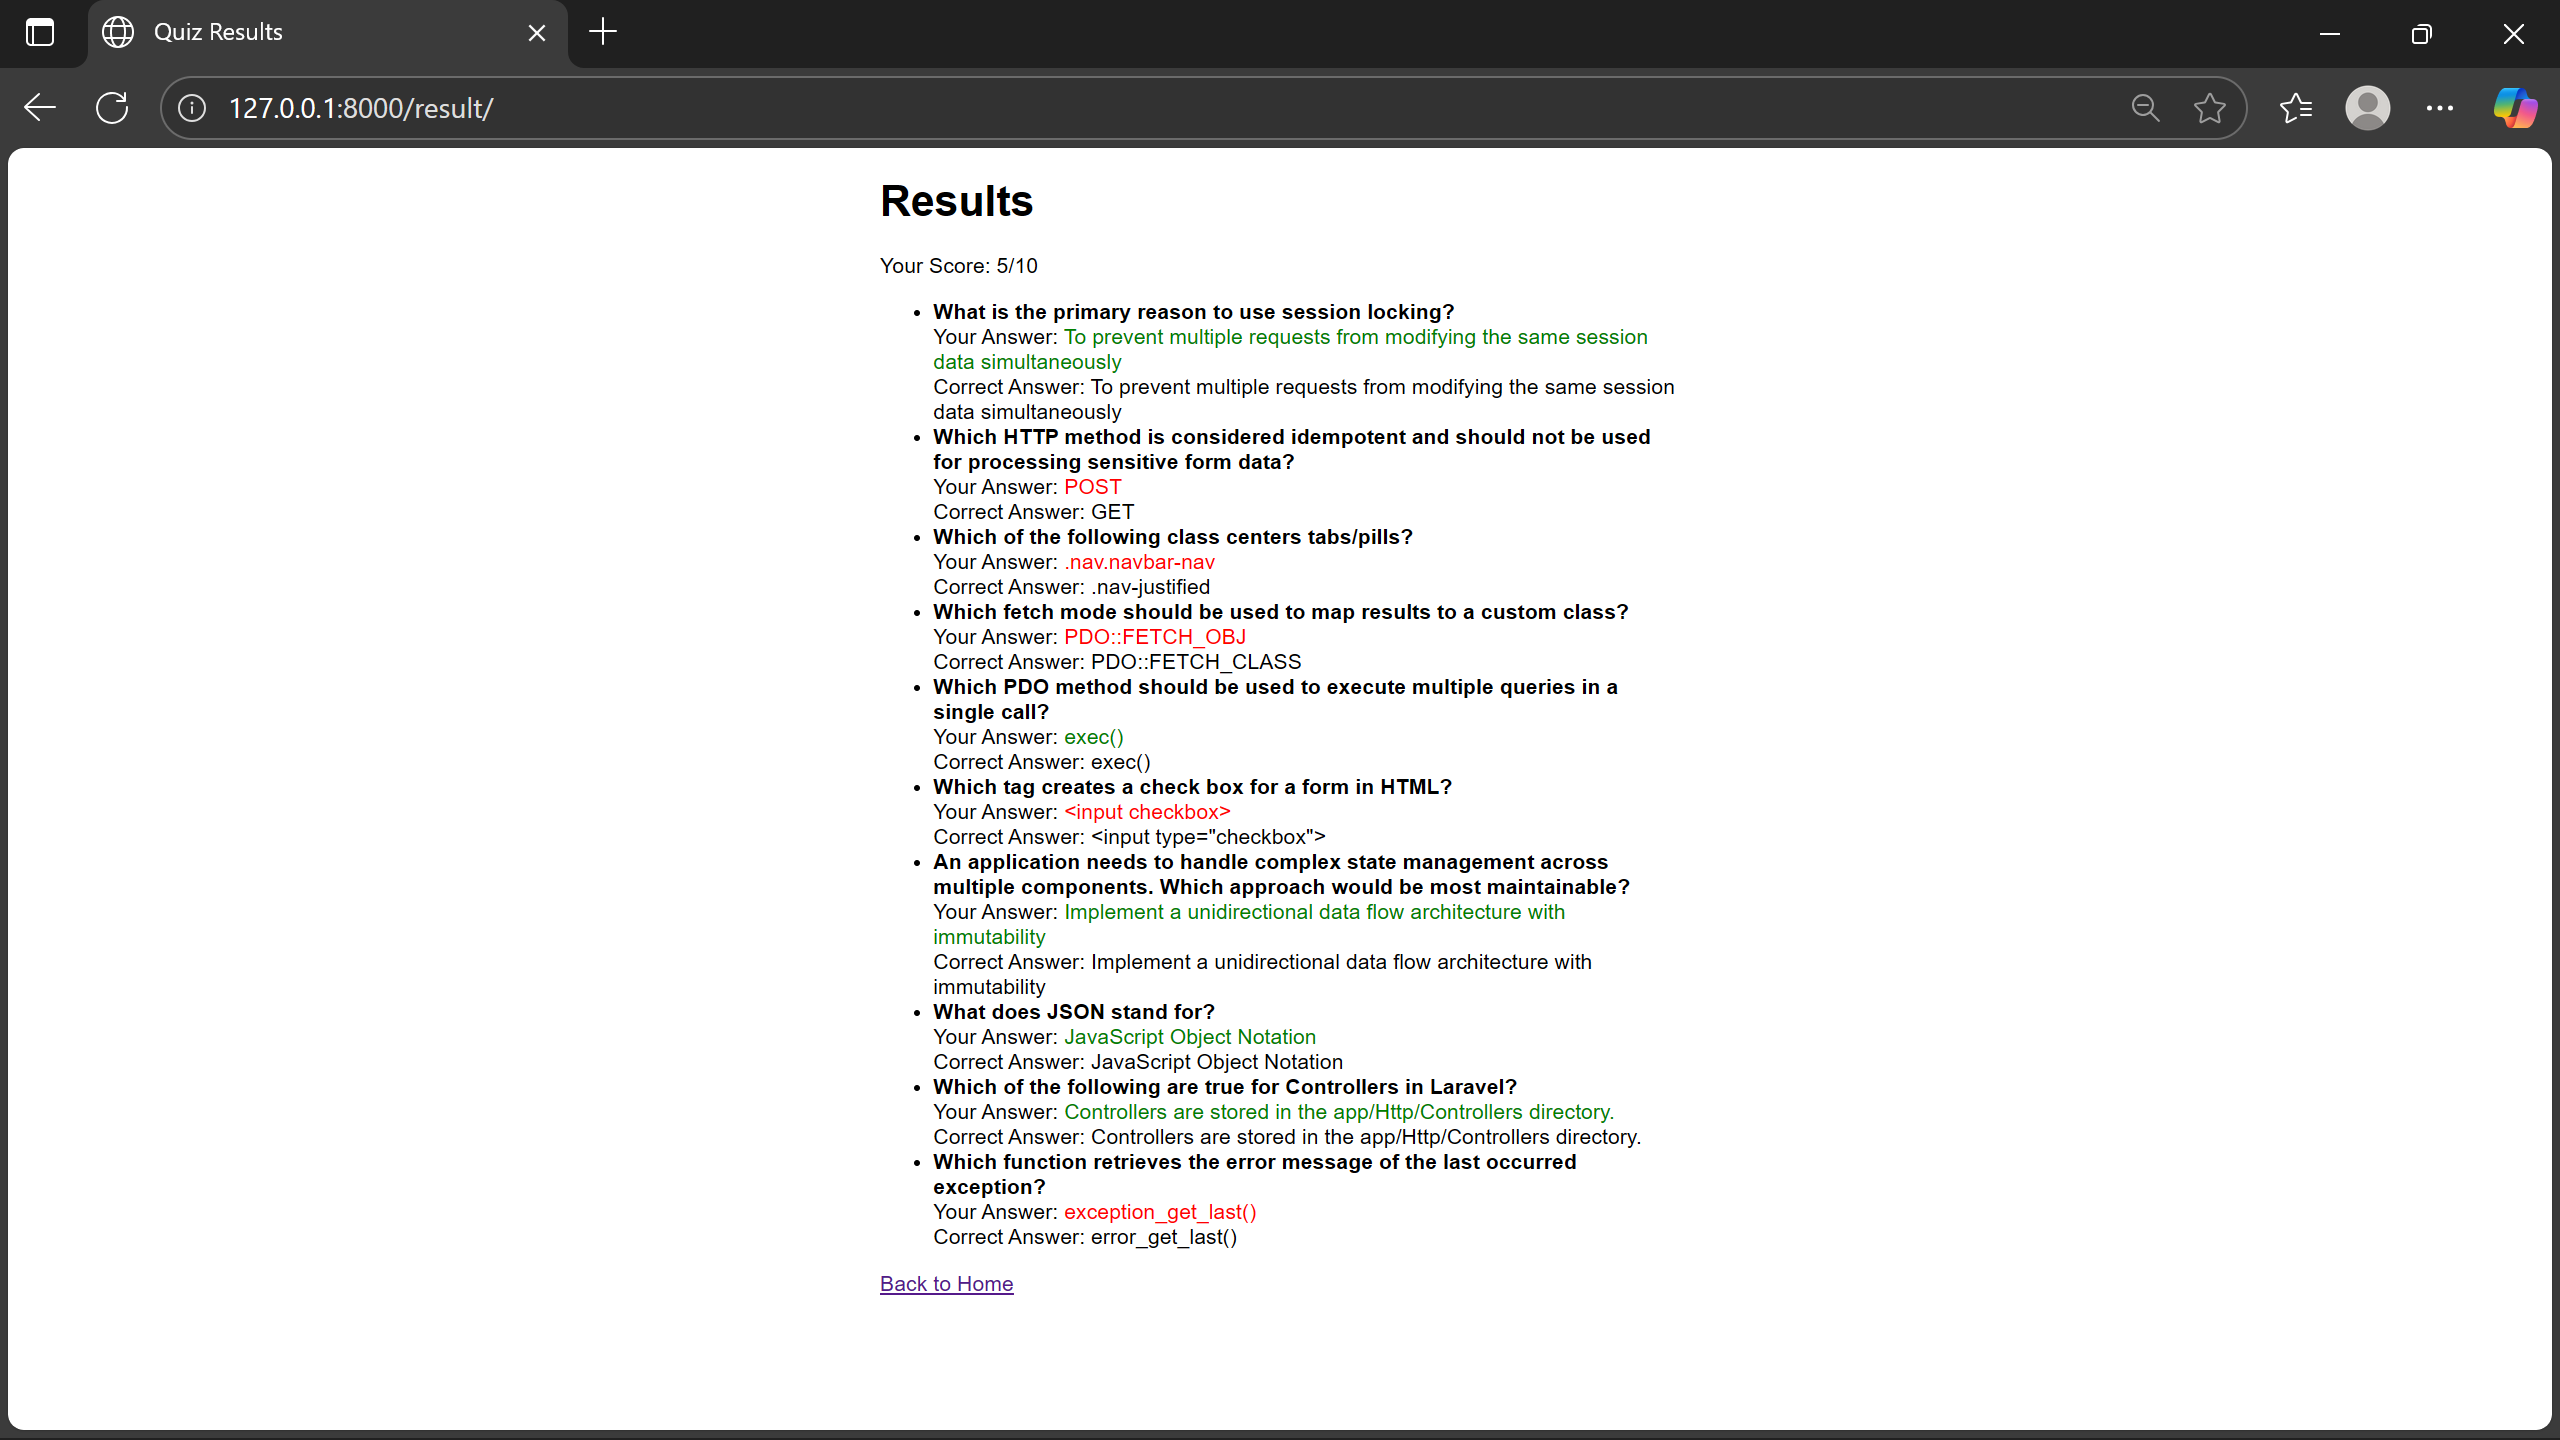 Quiz Results
127.0.0.1:8000/result/
Results
Your Score: 5/10
What is the primary reason to use session locking?
Your Answer: To prevent multiple requests from modifying the same session
data simultaneously
Correct Answer: To prevent multiple requests from modifying the same session
data simultaneously
Which HTTP method is considered idempotent and should not be used
for processing sensitive form data?
Your Answer: POST
Correct Answer: GET
Which of the following class centers tabs/pills?
Your Answer: .nav.navbar-nav
Correct Answer: .nav-justified
Which fetch mode should be used to map results to a custom class?
Your Answer: PDO::FETCH_OBJ
Correct Answer: PDO::FETCH_CLASS
Which PDO method should be used to execute multiple queries in a
single call?
Your Answer: exec()
Correct Answer: exec()
Which tag creates a check box for a form in HTML?
Your Answer: <input checkbox>
Correct Answer: <input type="checkbox">
An application needs to handle complex state management across
multiple components. Which approach would be most maintainable?
Your Answer: Implement a unidirectional data flow architecture with
immutability
Correct Answer: Implement a unidirectional data flow architecture with
immutability
What does JSON stand for?
Your Answer: JavaScript Object Notation
Correct Answer: JavaScript Object Notation
Which of the following are true for Controllers in Laravel?
Your Answer: Controllers are stored in the app/Http/Controllers directory.
Correct Answer: Controllers are stored in the app/Http/Controllers directory.
Which function retrieves the error message of the last occurred
exception?
Your Answer: exception_get_last()
Correct Answer: error_get_last()
Back to Home